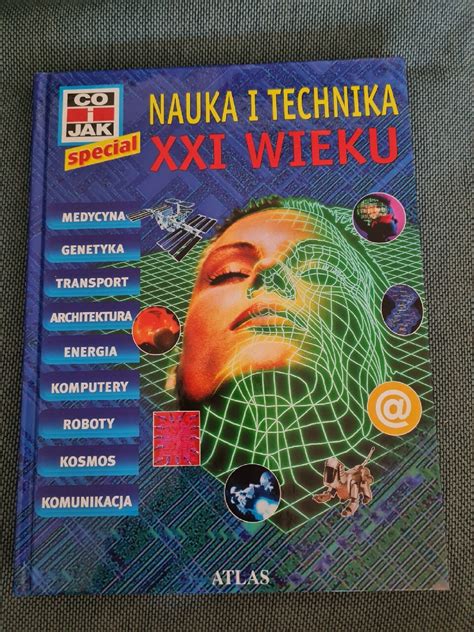 CO
i
JAK
special
NAUKA I TECHNIKA
XXI WIEKU
MEDYCYNA
GENETYKA
TRANSPORT
ARCHITEKTURA
ENERGIA
KOMPUTERY
ROBOTY
KOSMOS
KOMUNIKACJA
@
ATLAS